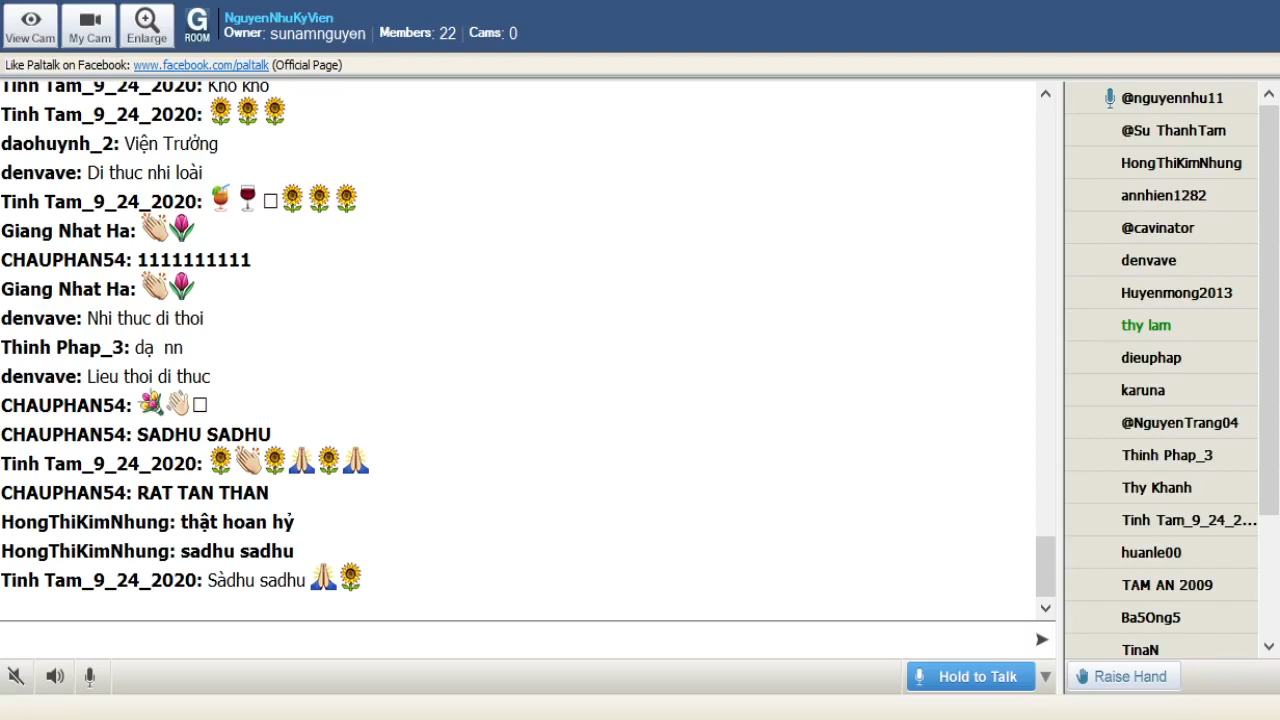 View Cam
My Cam
Enlarge
G
ROOM
NguyenNhuKyVien
Owner: sunamnguyen | Members: 22 | Cams: 0
Like Paltalk on Facebook: www.facebook.com/paltalk (Official Page)
Tinh Tam_9_24_2020: Kho kho
Tinh Tam_9_24_2020: 🌻🌻🌻
daohuynh_2: Viện Trưởng
denvave: Di thuc nhi loài
Tinh Tam_9_24_2020: 🍹🍷□🌻🌻🌻
Giang Nhat Ha: 👏🌷
CHAUPHAN54: 1111111111
Giang Nhat Ha: 👏🌷
denvave: Nhi thuc di thoi
Thinh Phap_3: dạ nn
denvave: Lieu thoi di thuc
CHAUPHAN54: 💐👏□
CHAUPHAN54: SADHU SADHU
Tinh Tam_9_24_2020: 🌻👏🌻🙏🌻🙏
CHAUPHAN54: RAT TAN THAN
HongThiKimNhung: thật hoan hỷ
HongThiKimNhung: sadhu sadhu
Tinh Tam_9_24_2020: Sàdhu sadhu 🙏🌻
@nguyennhu11
@Su ThanhTam
HongThiKimNhung
annhien1282
@cavinator
denvave
Huyenmong2013
thy lam
dieuphap
karuna
@NguyenTrang04
Thinh Phap_3
Thy Khanh
Tinh Tam_9_24_2...
huanle00
TAM AN 2009
Ba5Ong5
TinaN
Hold to Talk
Raise Hand